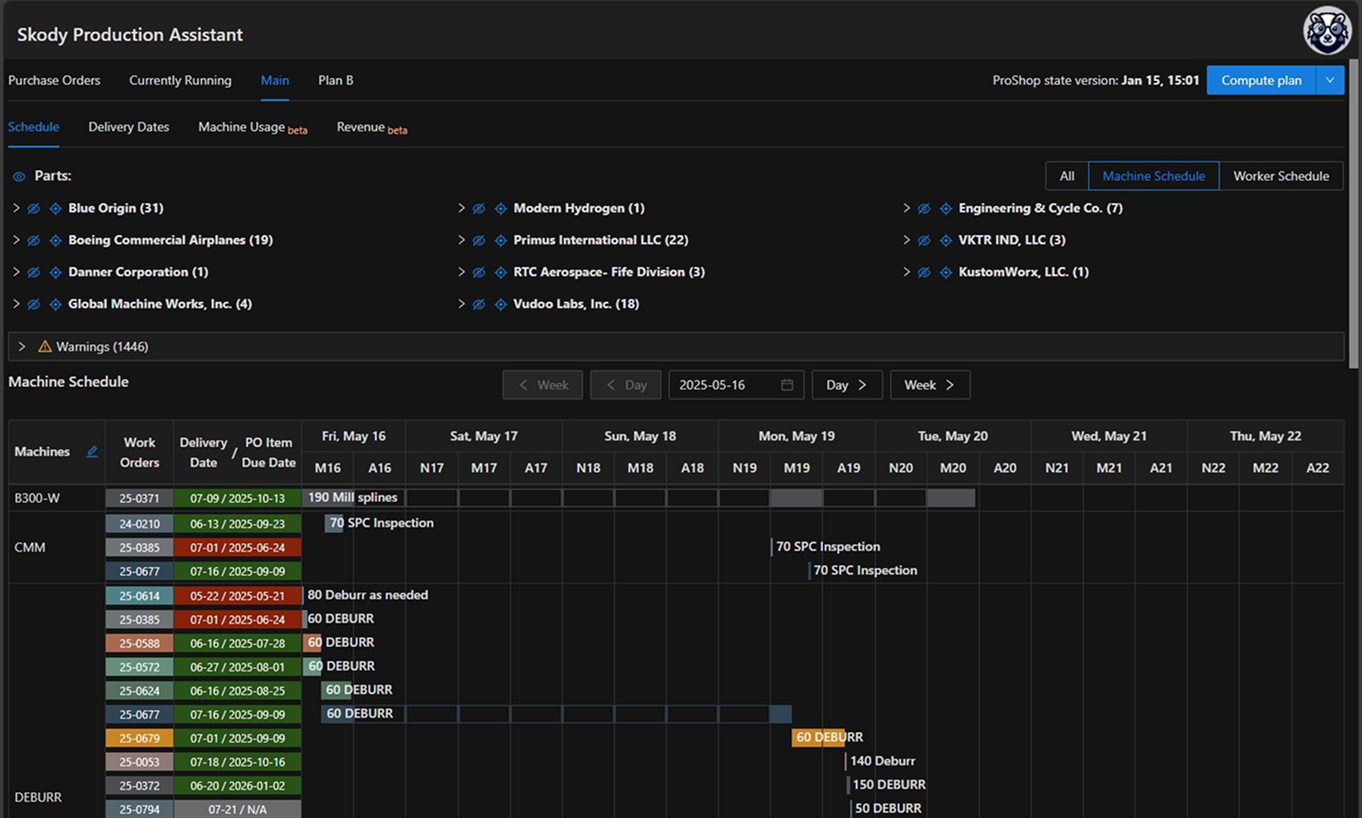 Skody Production Assistant
Purchase Orders Currently Running Main Plan B ProShop state version: Jan 15, 15:01 Compute plan
Schedule Delivery Dates Machine Usage beta Revenue beta
Parts: All Machine Schedule Worker Schedule
Blue Origin (31) Modern Hydrogen (1) Engineering & Cycle Co. (7)
Boeing Commercial Airplanes (19) Primus International LLC (22) VKTR IND, LLC (3)
Danner Corporation (1) RTC Aerospace- Fife Division (3) KustomWorx, LLC. (1)
Global Machine Works, Inc. (4) Vudoo Labs, Inc. (18)
Warnings (1446)
Machine Schedule < Week < Day 2025-05-16 Day > Week >
Machines Work Orders Delivery Date / PO Item Due Date Fri, May 16 Sat, May 17 Sun, May 18 Mon, May 19 Tue, May 20 Wed, May 21 Thu, May 22
M16 A16 N17 M17 A17 N18 M18 A18 N19 M19 A19 N20 M20 A20 N21 M21 A21 N22 M22 A22
B300-W 25-0371 07-09 / 2025-10-13 190 Mill splines
24-0210 06-13 / 2025-09-23 70 SPC Inspection
CMM 25-0385 07-01 / 2025-06-24 70 SPC Inspection
25-0677 07-16 / 2025-09-09 70 SPC Inspection
25-0614 05-22 / 2025-05-21 80 Deburr as needed
25-0385 07-01 / 2025-06-24 60 DEBURR
25-0588 06-16 / 2025-07-28 60 DEBURR
25-0572 06-27 / 2025-08-01 60 DEBURR
25-0624 06-16 / 2025-08-25 60 DEBURR
25-0677 07-16 / 2025-09-09 60 DEBURR
25-0679 07-01 / 2025-09-09 60 DEBURR
25-0053 07-18 / 2025-10-16 140 Deburr
25-0372 06-20 / 2026-01-02 150 DEBURR
DEBURR
25-0794 07-21 / N/A 50 DEBURR